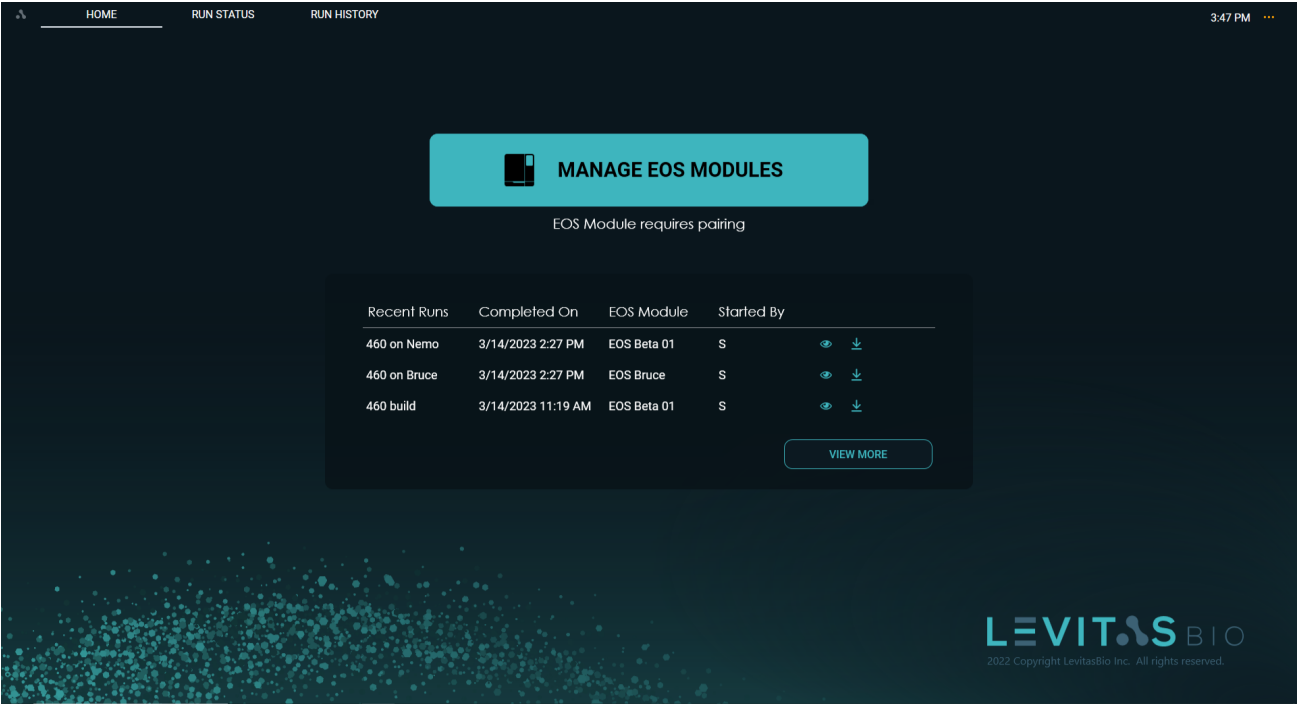 HOME RUN STATUS RUN HISTORY 3:47 PM ...
MANAGE EOS MODULES
EOS Module requires pairing
Recent Runs Completed On EOS Module Started By
460 on Nemo 3/14/2023 2:27 PM EOS Beta 01 S
460 on Bruce 3/14/2023 2:27 PM EOS Bruce S
460 build 3/14/2023 11:19 AM EOS Beta 01 S
VIEW MORE
LEVITAS BIO
2022 Copyright LevitasBio Inc. All rights reserved.